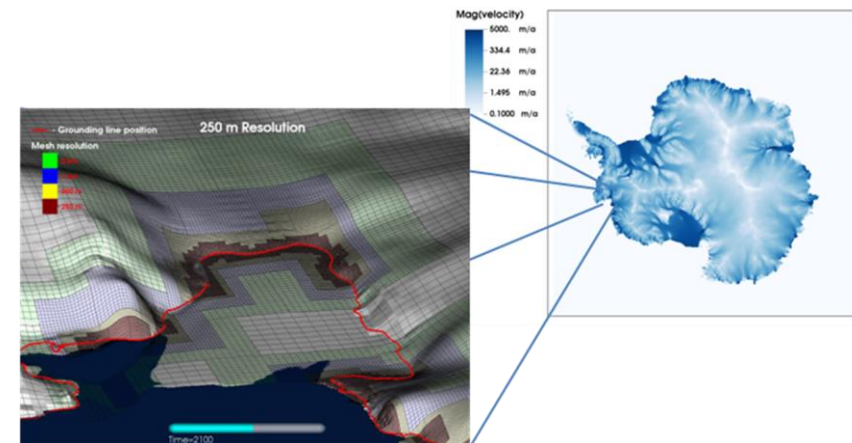 Mag(velocity)
5000. m/a
334.4 m/a
22.36 m/a
1.495 m/a
0.1000 m/a
- Grounding line position
250 m Resolution
Mesh resolution
250 m
Time=2100